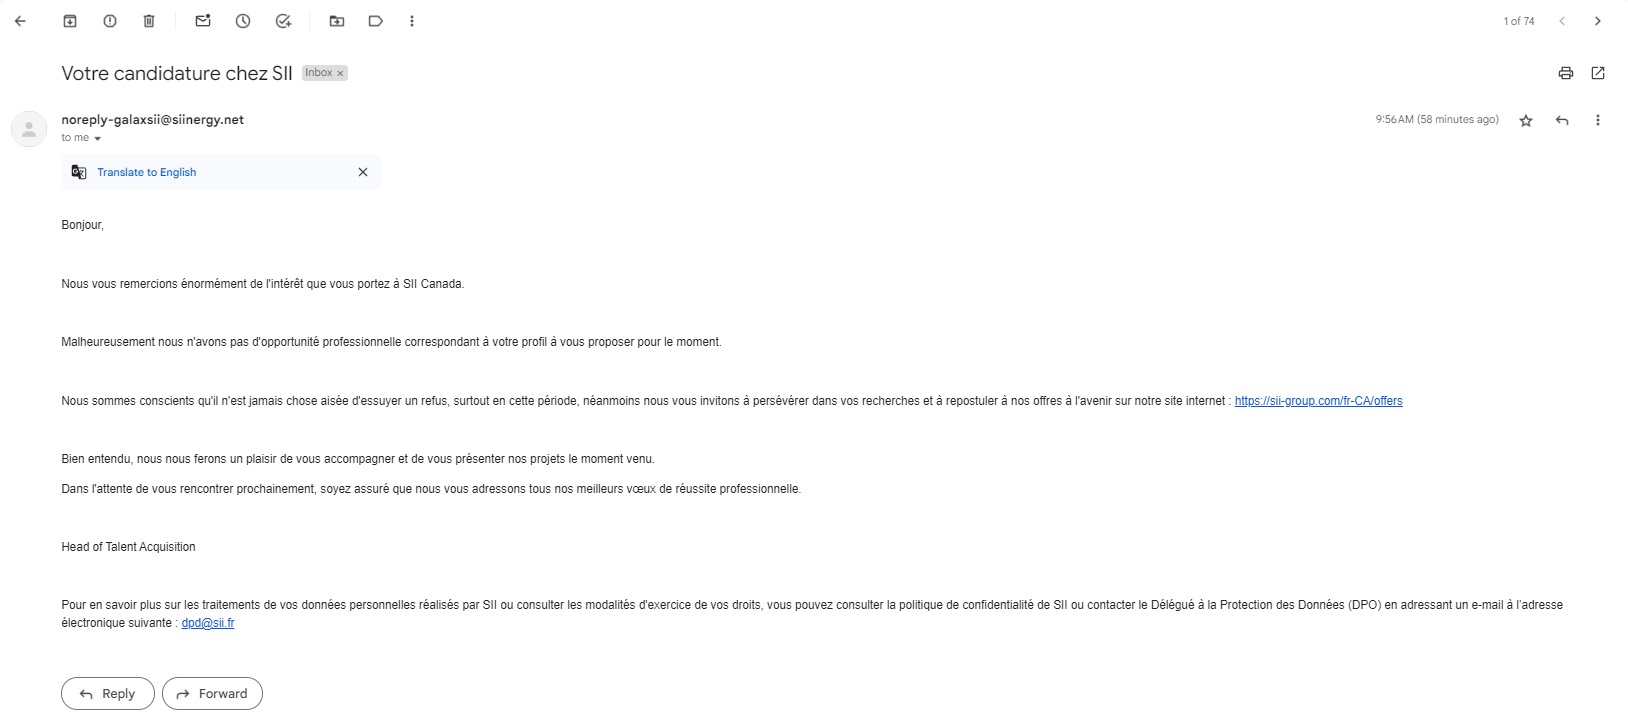 1 of 74
Votre candidature chez SII Inbox ×
noreply-galaxsii@siinergy.net
9:56 AM (58 minutes ago)
to me
Translate to English
Bonjour,
Nous vous remercions énormément de l'intérêt que vous portez à SII Canada.
Malheureusement nous n'avons pas d'opportunité professionnelle correspondant à votre profil à vous proposer pour le moment.
Nous sommes conscients qu'il n'est jamais chose aisée d'essuyer un refus, surtout en cette période, néanmoins nous vous invitons à persévérer dans vos recherches et à repostuler à nos offres à l'avenir sur notre site internet : https://sii-group.com/fr-CA/offers
Bien entendu, nous nous ferons un plaisir de vous accompagner et de vous présenter nos projets le moment venu.
Dans l'attente de vous rencontrer prochainement, soyez assuré que nous vous adressons tous nos meilleurs vœux de réussite professionnelle.
Head of Talent Acquisition
Pour en savoir plus sur les traitements de vos données personnelles réalisés par SII ou consulter les modalités d'exercice de vos droits, vous pouvez consulter la politique de confidentialité de SII ou contacter le Délégué à la Protection des Données (DPO) en adressant un e-mail à l'adresse
électronique suivante : dpd@sii.fr
Reply
Forward